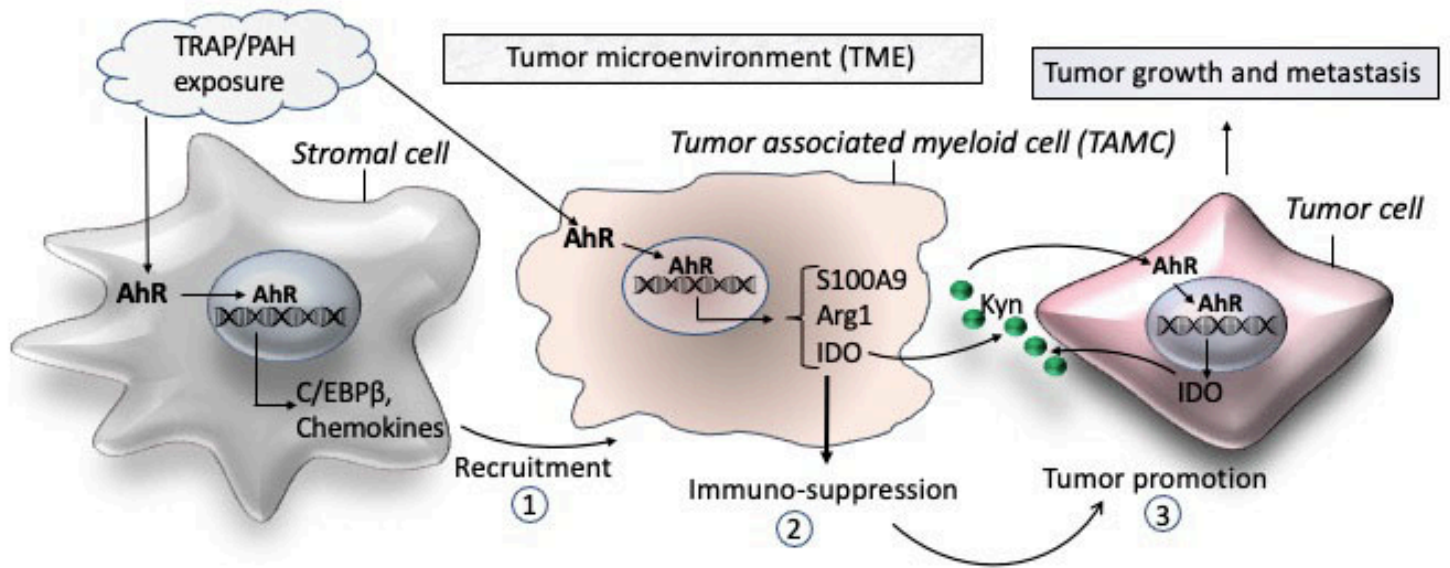 TRAP/PAH
exposure
Tumor microenvironment (TME)
Tumor growth and metastasis
Stromal cell
Tumor associated myeloid cell (TAMC)
Tumor cell
AhR
AhR
C/EBPβ,
Chemokines
Recruitment
1
AhR
AhR
S100A9
Arg1
IDO
Immuno-suppression
2
Kyn
AhR
AhR
IDO
Tumor promotion
3